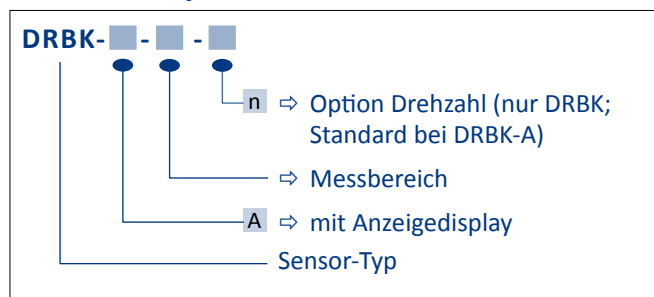 DRBK- - -
n ⇨ Option Drehzahl (nur DRBK;
Standard bei DRBK-A)
⇨ Messbereich
A ⇨ mit Anzeigedisplay
Sensor-Typ